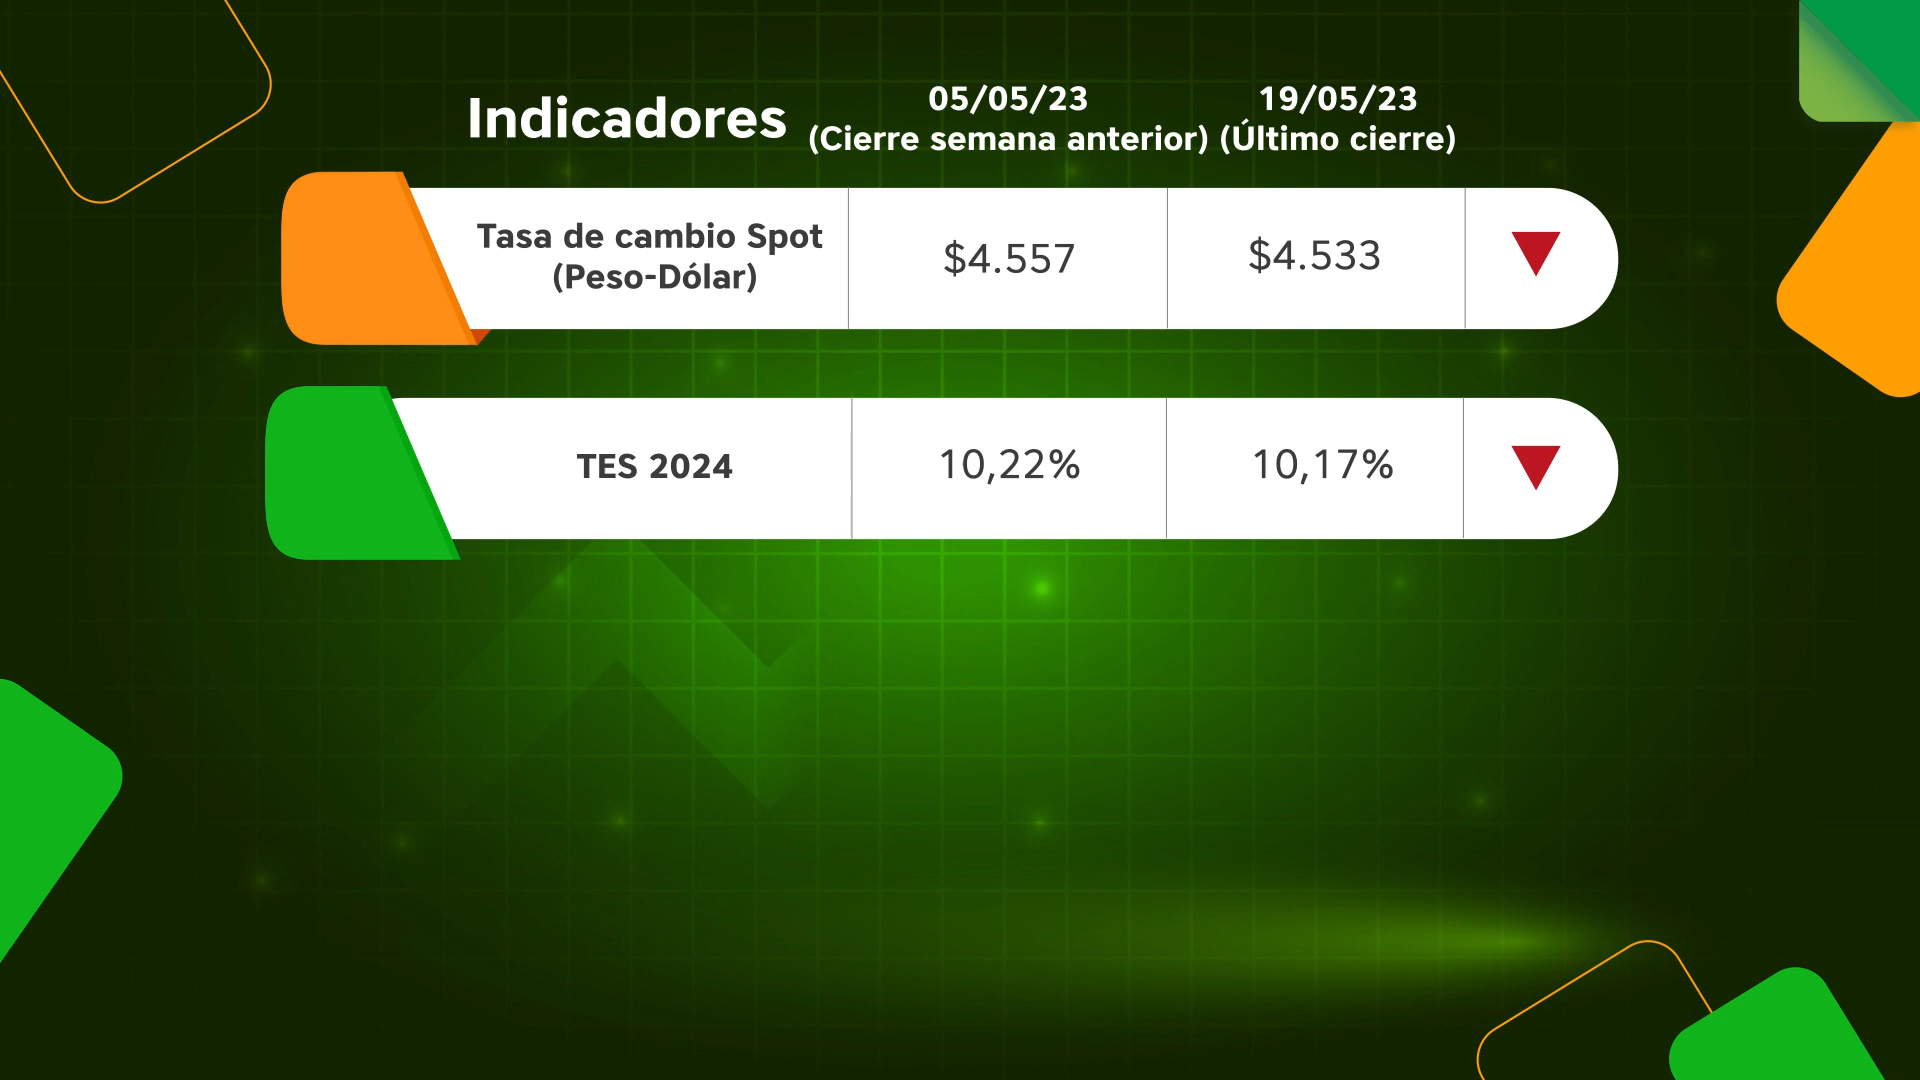 Indicadores
05/05/23
(Cierre semana anterior)
19/05/23
(Último cierre)
Tasa de cambio Spot
(Peso-Dólar)
$4.557
$4.533
TES 2024
10,22%
10,17%